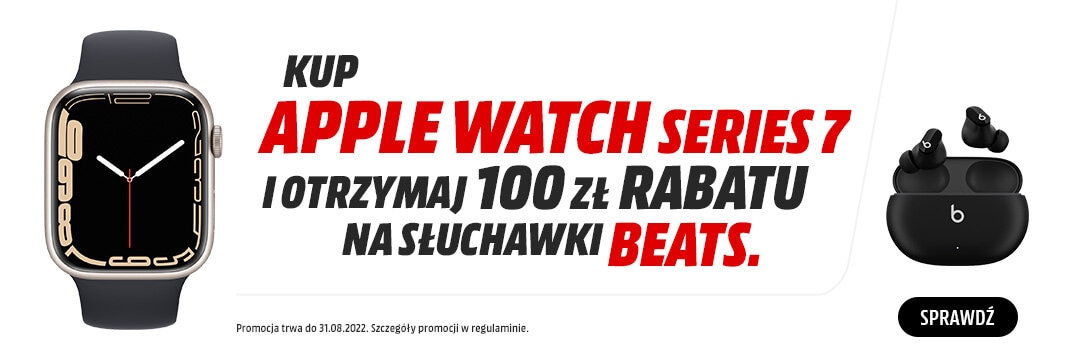 KUP
APPLE WATCH SERIES 7
I OTRZYMAJ 100 ZŁ RABATU
NA SŁUCHAWKI BEATS.
Promocja trwa do 31.08.2022. Szczegóły promocji w regulaminie.
SPRAWDŹ